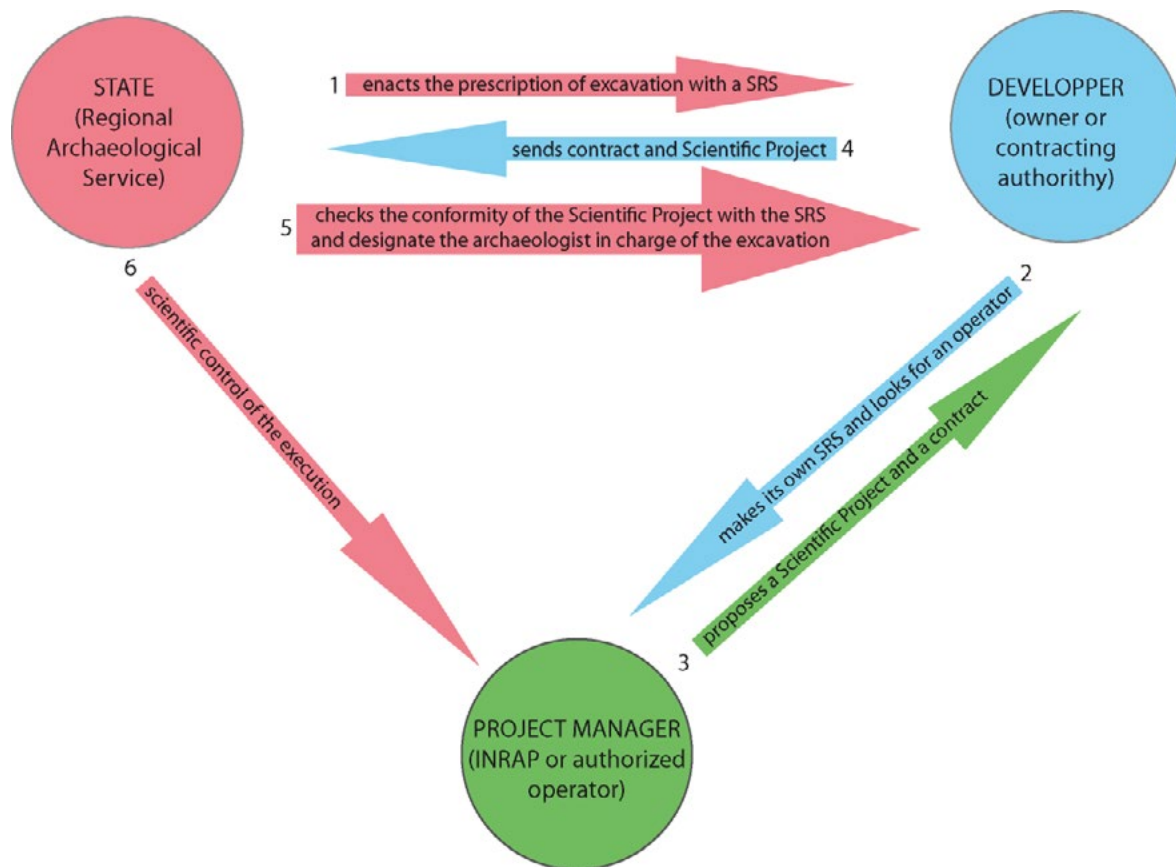 STATE
(Regional
Archaeological
Service)
1 enacts the prescription of excavation with a SRS
DEVELOPPER
(owner or
contracting
authorithy)
sends contract and Scientific Project 4
5 checks the conformity of the Scientific Project with the SRS
and designate the archaeologist in charge of the excavation
6
scientific control of the execution
2
makes its own SRS and looks for an operator
proposes a Scientific Project and a contract
3
PROJECT MANAGER
(INRAP or authorized
operator)